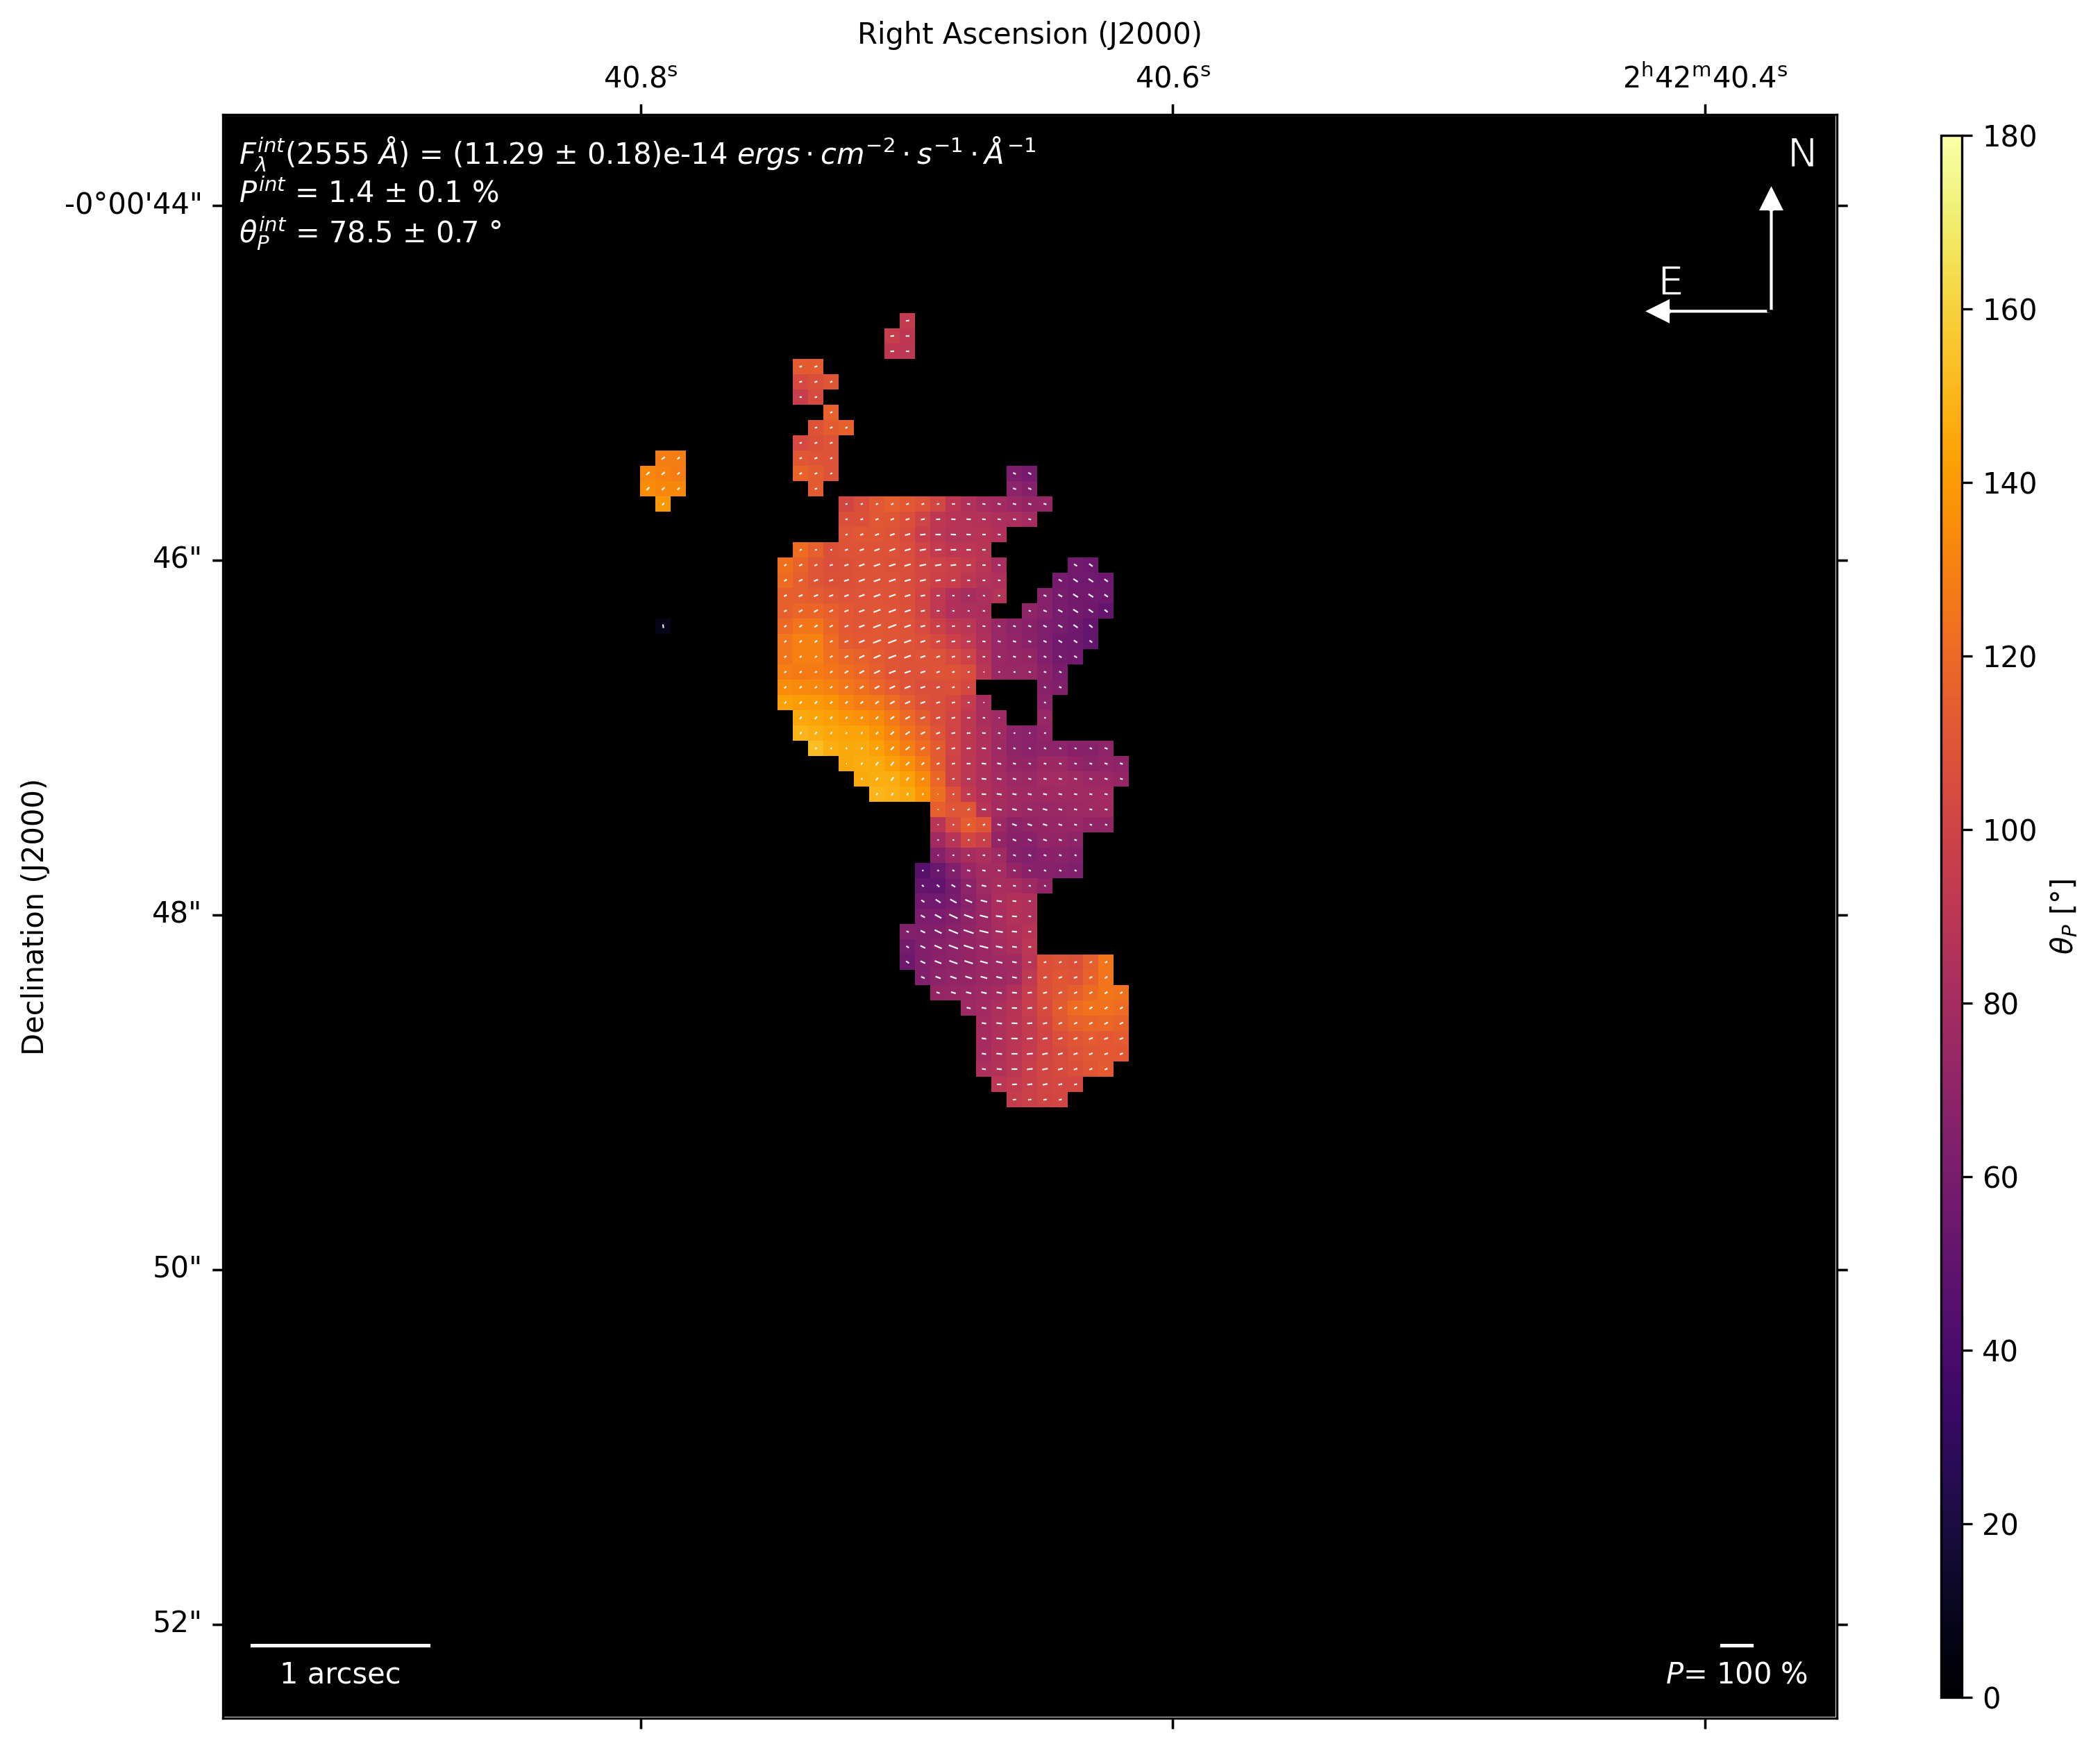 Right Ascension (J2000)
40.8ˢ 40.6ˢ 2ʰ42ᵐ40.4ˢ
F_λ^int(2555 Å) = (11.29 ± 0.18)e-14 ergs · cm⁻² · s⁻¹ · Å⁻¹
P^int = 1.4 ± 0.1 %
θ_P^int = 78.5 ± 0.7 °
N
E
-0°00'44"
46"
48"
50"
52"
Declination (J2000)
1 arcsec
P= 100 %
180
160
140
120
100
80
60
40
20
0
θ_P [°]